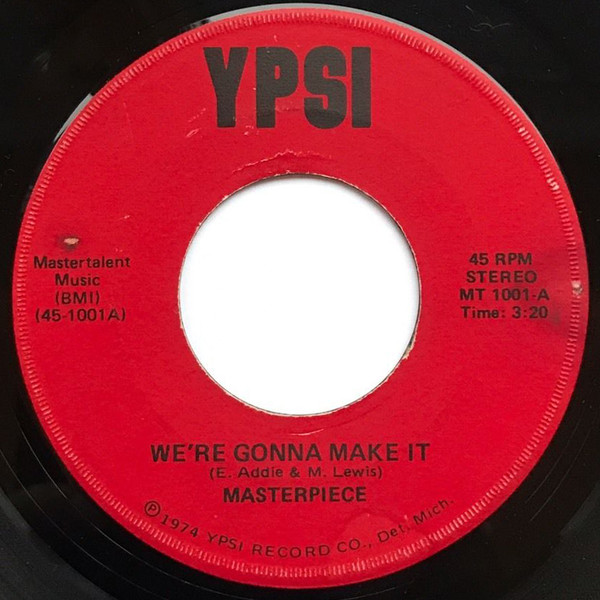 YPSI
Mastertalent
Music
(BMI)
(45-1001A)
45 RPM
STEREO
MT 1001-A
Time: 3:20
WE'RE GONNA MAKE IT
(E. Addie & M. Lewis)
MASTERPIECE
℗1974 YPSI RECORD CO., Det., Mich.